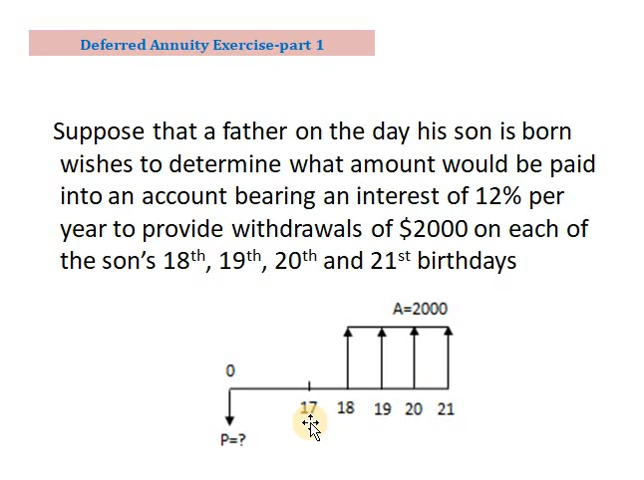 Deferred Annuity Exercise-part 1
Suppose that a father on the day his son is born
wishes to determine what amount would be paid
into an account bearing an interest of 12% per
year to provide withdrawals of $2000 on each of
the son's 18th, 19th, 20th and 21st birthdays
A=2000
0
17 18 19 20 21
P=?